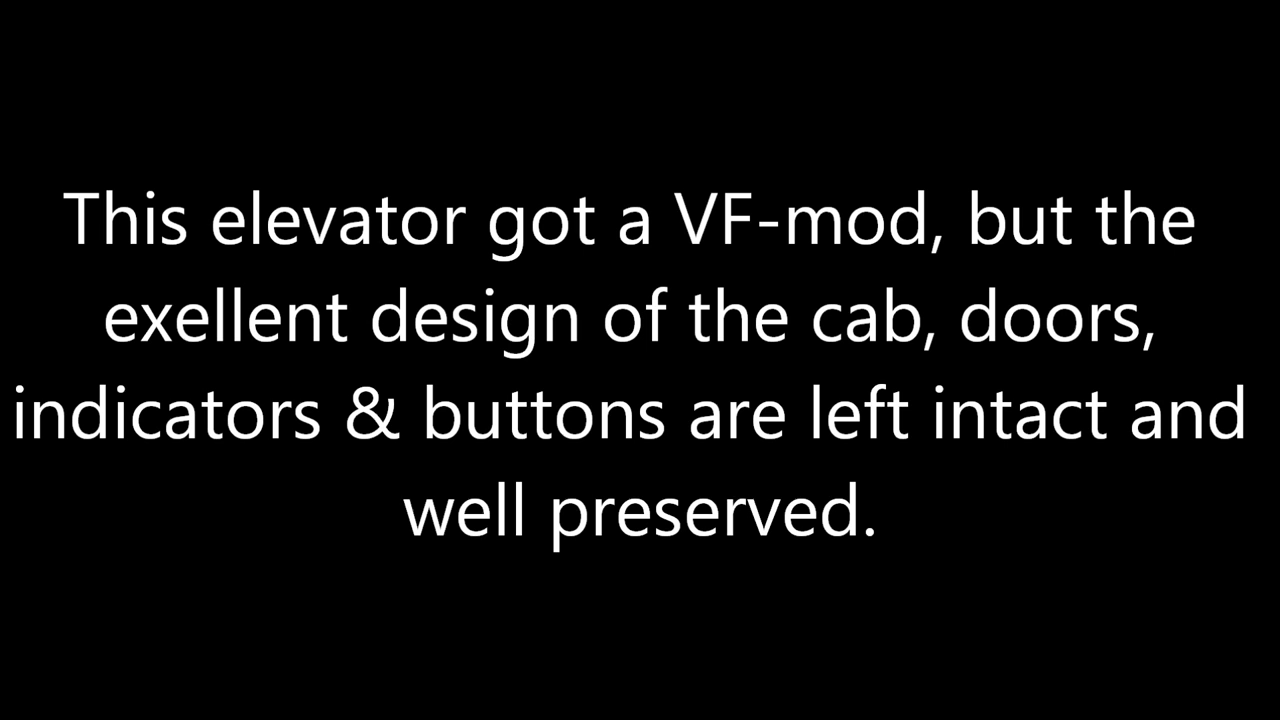 This elevator got a VF-mod, but the
exellent design of the cab, doors,
indicators & buttons are left intact and
well preserved.